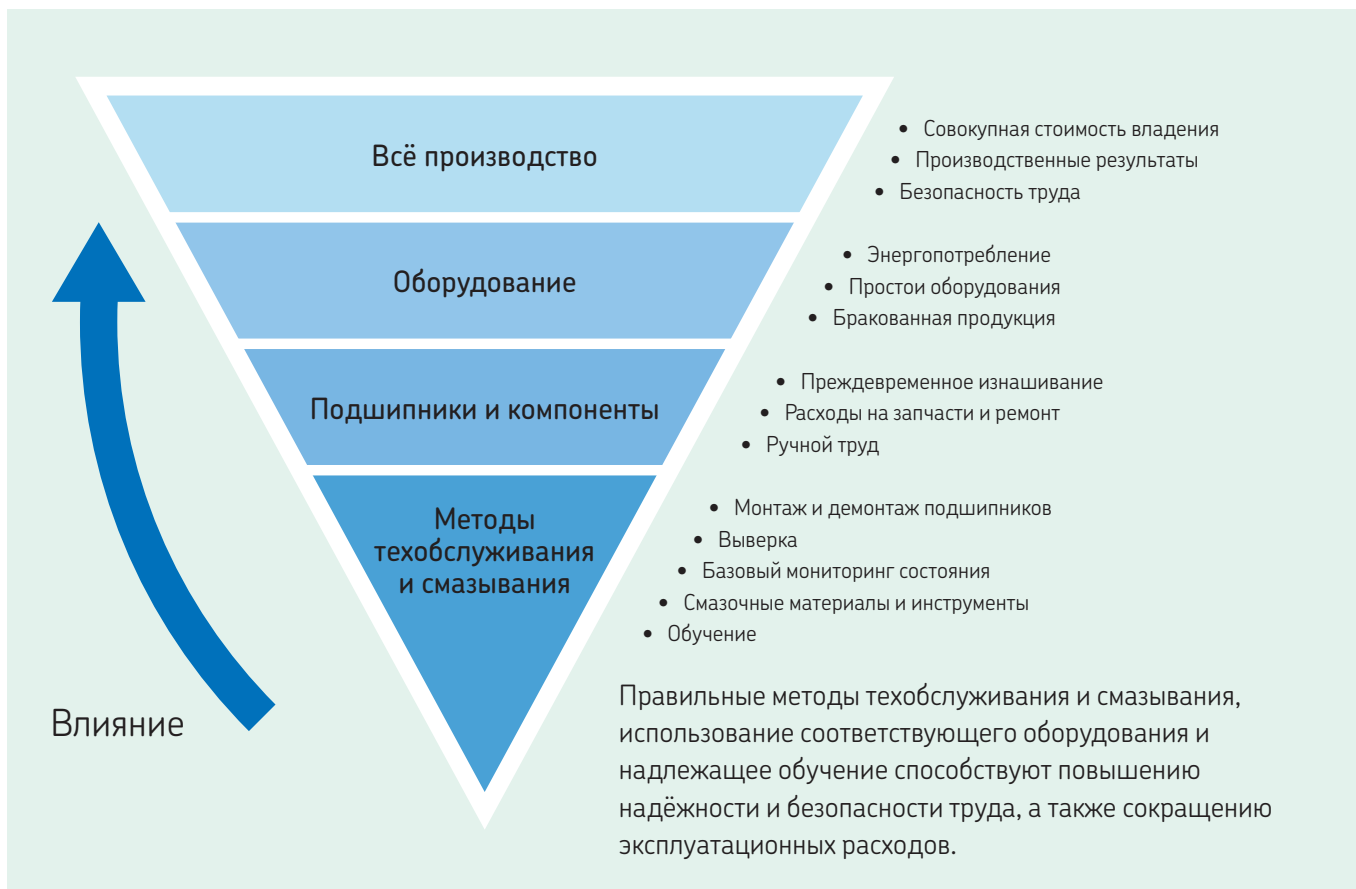 Всё производство
• Совокупная стоимость владения
• Производственные результаты
• Безопасность труда
Оборудование
• Энергопотребление
• Простои оборудования
• Бракованная продукция
Подшипники и компоненты
• Преждевременное изнашивание
• Расходы на запчасти и ремонт
• Ручной труд
Методы
техобслуживания
и смазывания
• Монтаж и демонтаж подшипников
• Выверка
• Базовый мониторинг состояния
• Смазочные материалы и инструменты
• Обучение
Влияние
Правильные методы техобслуживания и смазывания,
использование соответствующего оборудования и
надлежащее обучение способствуют повышению
надёжности и безопасности труда, а также сокращению
эксплуатационных расходов.